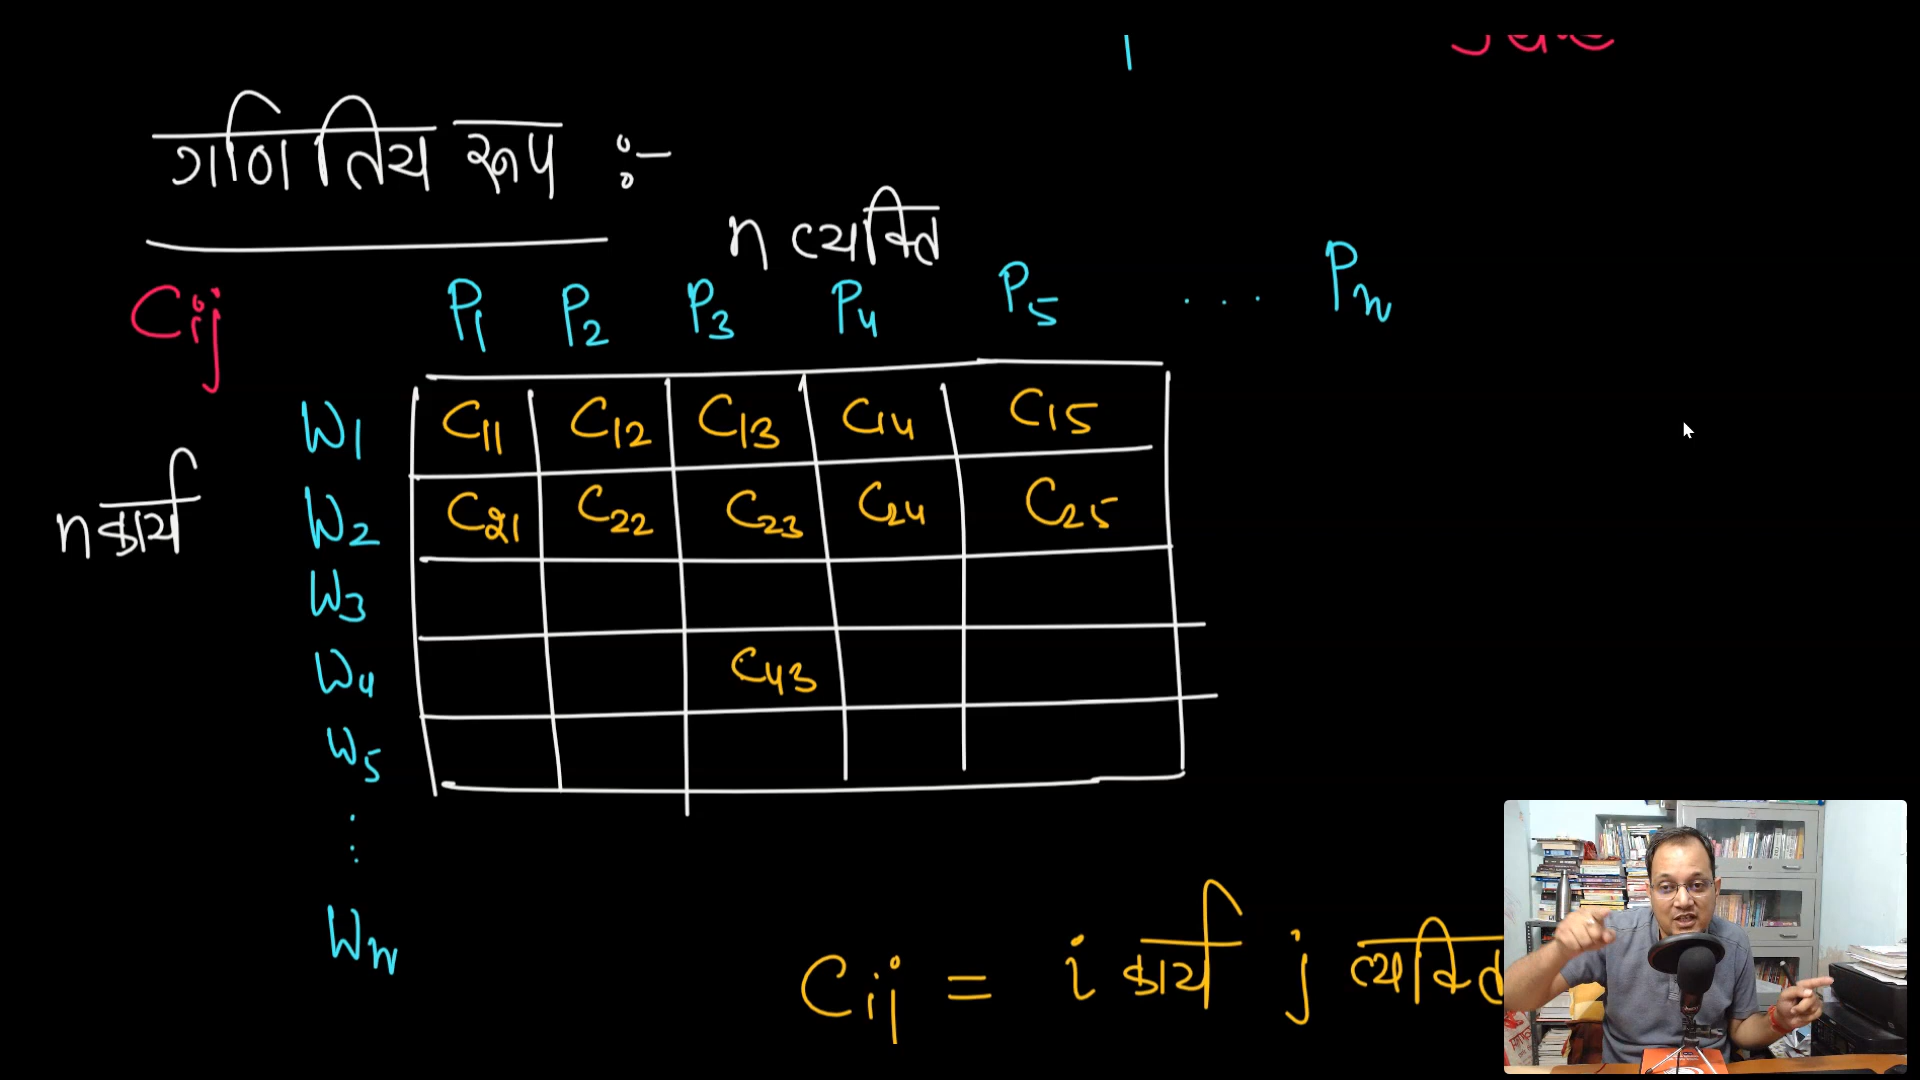 गणितिय रूप :-
n व्यक्ति
Cij P1 P2 P3 P4 P5 ... Pn
W1 C11 C12 C13 C14 C15
n कार्य W2 C21 C22 C23 C24 C25
W3
W4 C43
W5
:
Wn
Cij = i कार्य j व्यक्ति